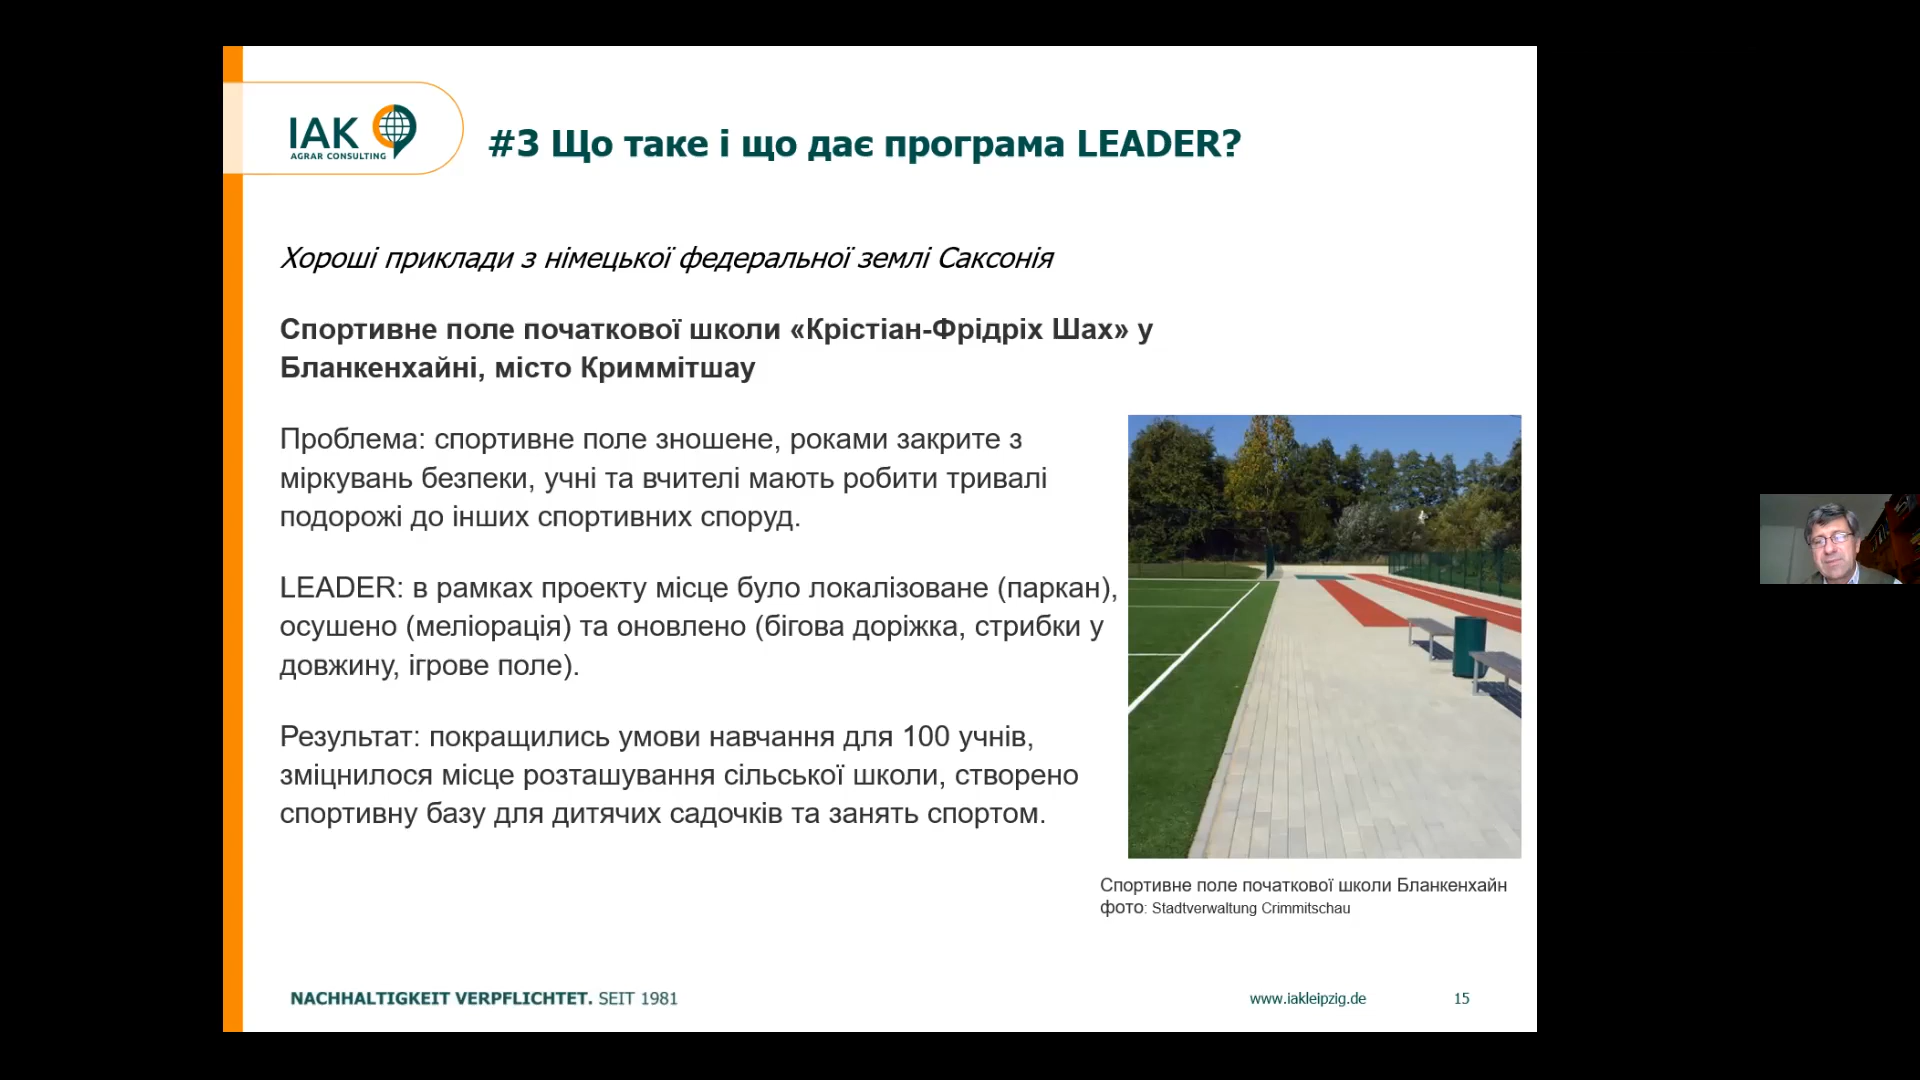 IAK
AGRAR CONSULTING
#3 Що таке і що дає програма LEADER?
Хороші приклади з німецької федеральної землі Саксонія
Спортивне поле початкової школи «Крістіан-Фрідріх Шах» у
Бланкенхайні, місто Криммітшау
Проблема: спортивне поле зношене, роками закрите з
міркувань безпеки, учні та вчителі мають робити тривалі
подорожі до інших спортивних споруд.
LEADER: в рамках проекту місце було локалізоване (паркан),
осушено (меліорація) та оновлено (бігова доріжка, стрибки у
довжину, ігрове поле).
Результат: покращились умови навчання для 100 учнів,
зміцнилося місце розташування сільської школи, створено
спортивну базу для дитячих садочків та занять спортом.
Спортивне поле початкової школи Бланкенхайн
фото: Stadtverwaltung Crimmitschau
NACHHALTIGKEIT VERPFLICHTET. SEIT 1981
www.iakleipzig.de
15